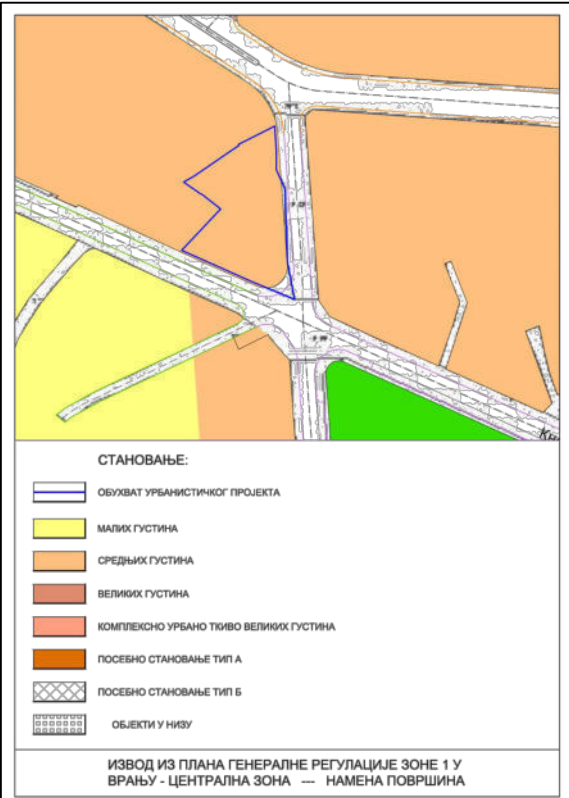 СТАНОВАЊЕ:
ОБУХВАТ УРБАНИСТИЧКОГ ПРОЈЕКТА
МАЛИХ ГУСТИНА
СРЕДЊИХ ГУСТИНА
ВЕЛИКИХ ГУСТИНА
КОМПЛЕКСНО УРБАНО ТКИВО ВЕЛИКИХ ГУСТИНА
ПОСЕБНО СТАНОВАЊЕ ТИП А
ПОСЕБНО СТАНОВАЊЕ ТИП Б
ОБЈЕКТИ У НИЗУ
ИЗВОД ИЗ ПЛАНА ГЕНЕРАЛНЕ РЕГУЛАЦИЈЕ ЗОНЕ 1 У
ВРАЊУ - ЦЕНТРАЛНА ЗОНА --- НАМЕНА ПОВРШИНА